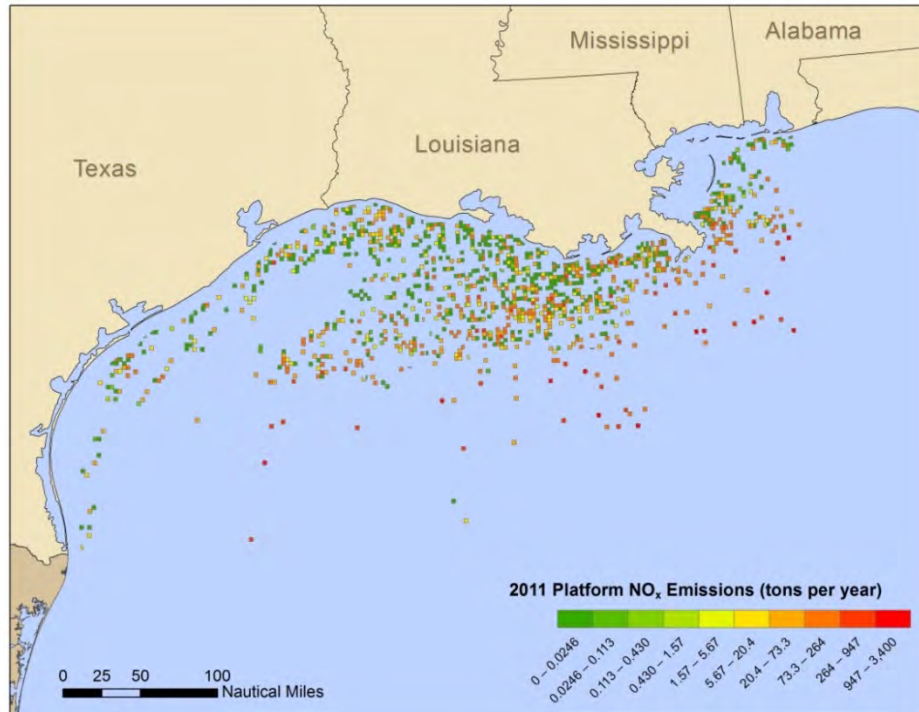 Mississippi
Alabama
Louisiana
Texas
2011 Platform NOₓ Emissions (tons per year)
0 – 0.0246
0.0246 – 0.113
0.113 – 0.430
0.430 – 1.57
1.57 – 5.67
5.67 – 20.4
20.4 – 73.3
73.3 – 264
264 – 947
947 – 3,400
0 25 50 100
Nautical Miles